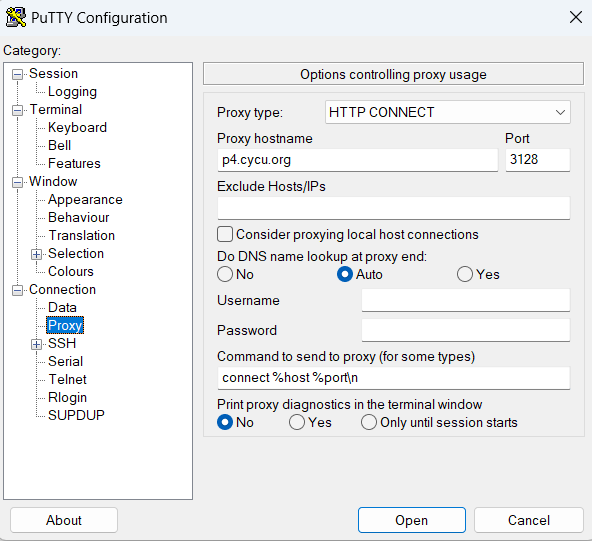 PuTTY Configuration
Category:
Session
Logging
Terminal
Keyboard
Bell
Features
Window
Appearance
Behaviour
Translation
Selection
Colours
Connection
Data
Proxy
SSH
Serial
Telnet
Rlogin
SUPDUP
Options controlling proxy usage
Proxy type: HTTP CONNECT
Proxy hostname Port
p4.cycu.org 3128
Exclude Hosts/IPs
Consider proxying local host connections
Do DNS name lookup at proxy end:
No Auto Yes
Username
Password
Command to send to proxy (for some types)
connect %host %port\n
Print proxy diagnostics in the terminal window
No Yes Only until session starts
About Open Cancel